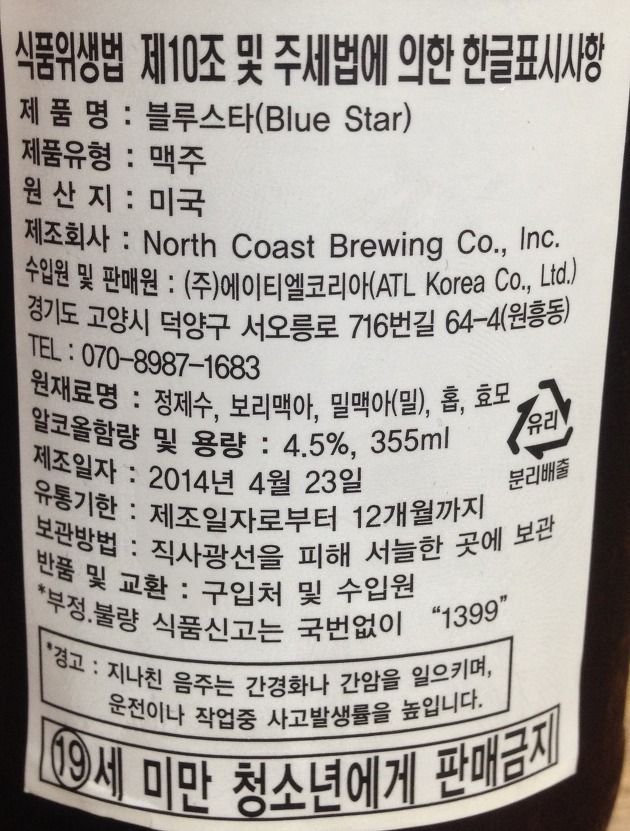 식품위생법 제10조 및 주세법에 의한 한글표시사항
제 품 명 : 블루스타(Blue Star)
제품유형 : 맥주
원 산 지 : 미국
제조회사 : North Coast Brewing Co., Inc.
수입원 및 판매원 : (주)에이티엘코리아(ATL Korea Co., Ltd.)
경기도 고양시 덕양구 서오릉로 716번길 64-4(원흥동)
TEL : 070-8987-1683
원재료명 : 정제수, 보리맥아, 밀맥아(밀), 홉, 효모
유리
알코올함량 및 용량 : 4.5%, 355ml
분리배출
제조일자 : 2014년 4월 23일
유통기한 : 제조일자로부터 12개월까지
보관방법 : 직사광선을 피해 서늘한 곳에 보관
반품 및 교환 : 구입처 및 수입원
*부정.불량 식품신고는 국번없이 “1399”
*경고 : 지나친 음주는 간경화나 간암을 일으키며,
운전이나 작업중 사고발생률을 높입니다.
⑲세 미만 청소년에게 판매금지